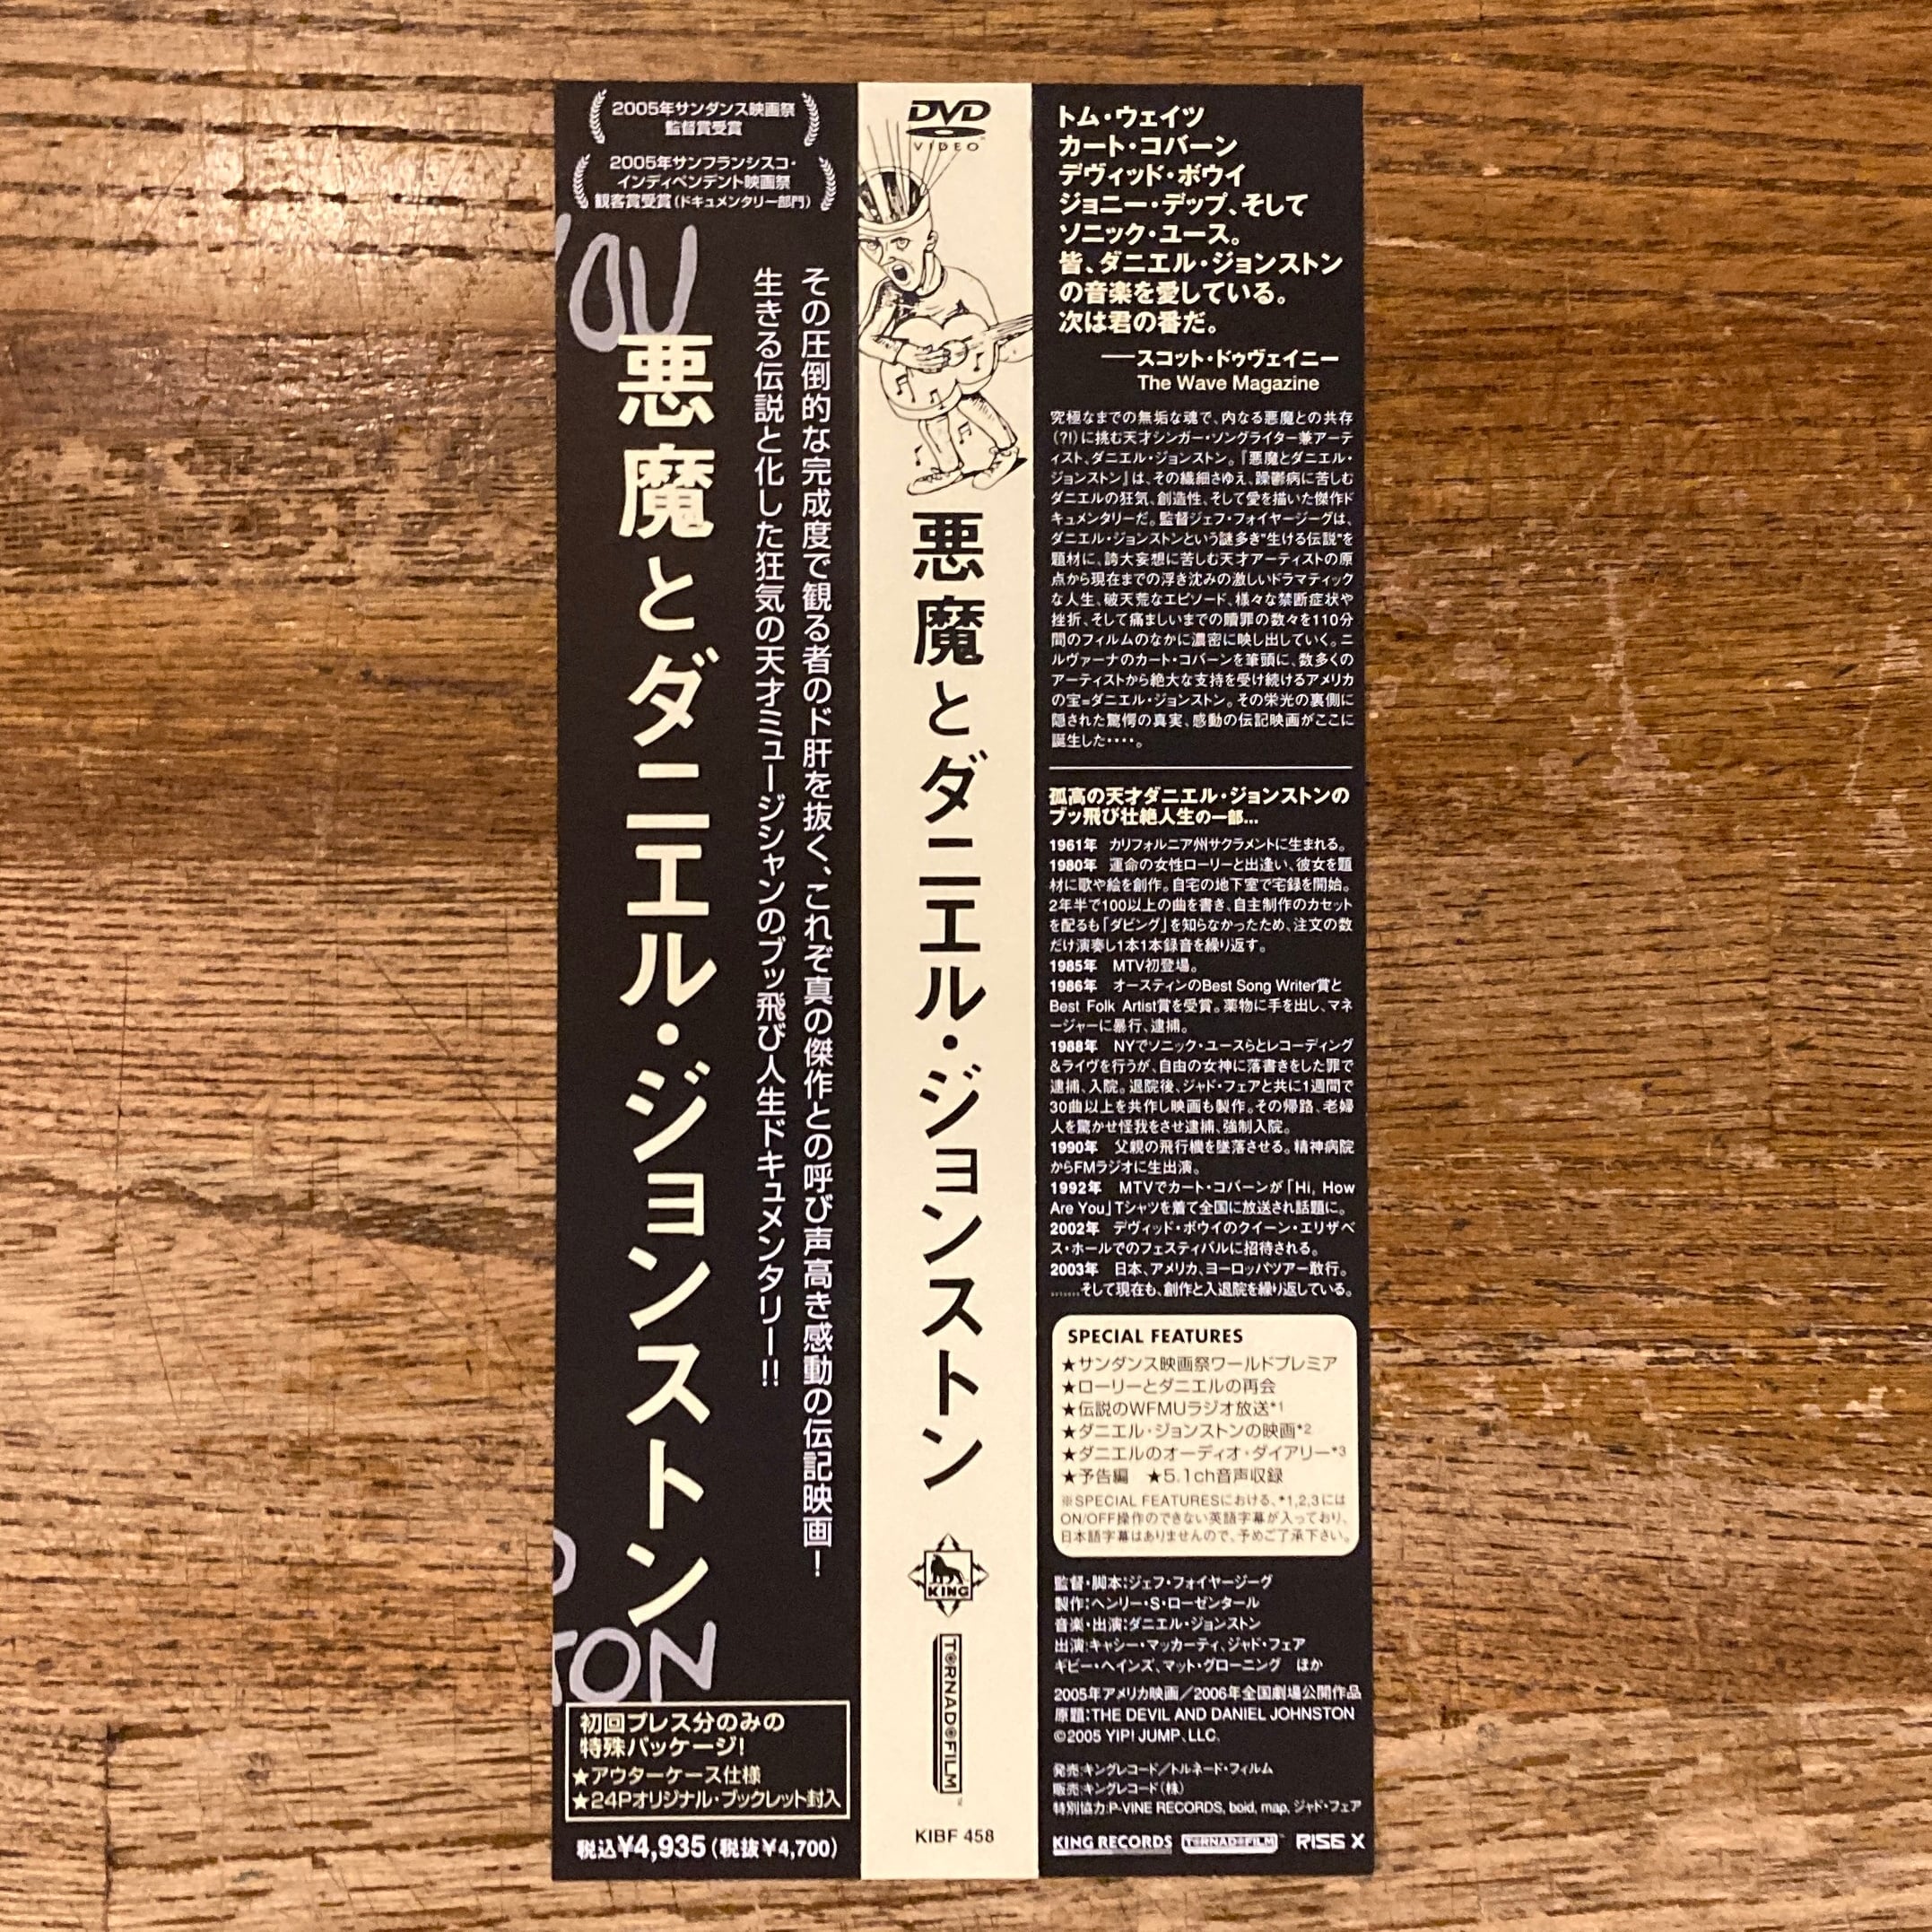 2005年サンダンス映画祭
監督賞受賞
2005年サンフランシスコ・
インディペンデント映画祭
観客賞受賞(ドキュメンタリー部門)
YOU
その圧倒的な完成度で観る者のド肝を抜く、これぞ真の傑作との呼び声高き感動の伝記映画!
生きる伝説と化した狂気の天才ミュージシャンのブッ飛び人生ドキュメンタリー!!
悪魔とダニエル・ジョンストン
TON
初回プレス分のみの
特殊パッケージ!
★アウターケース仕様
★24Pオリジナル・ブックレット封入
税込¥4,935(税抜¥4,700)
DVD
VIDEO
悪魔とダニエル・ジョンストン
KING
TORNADOFILM
KIBF 458
トム・ウェイツ
カート・コバーン
デヴィッド・ボウイ
ジョニー・デップ、そして
ソニック・ユース。
皆、ダニエル・ジョンストン
の音楽を愛している。
次は君の番だ。
——スコット・ドゥヴェイニー
The Wave Magazine
究極なまでの無垢な魂で、内なる悪魔との共存
(?!)に挑む天才シンガー・ソングライター兼アーテ
ィスト、ダニエル・ジョンストン。『悪魔とダニエル・
ジョンストン』は、その繊細さゆえ、躁鬱病に苦しむ
ダニエルの狂気、創造性、そして愛を描いた傑作ド
キュメンタリーだ。監督ジェフ・フォイヤージーグは、
ダニエル・ジョンストンという謎多き"生ける伝説"を
題材に、誇大妄想に苦しむ天才アーティストの原
点から現在までの浮き沈みの激しいドラマティック
な人生、破天荒なエピソード、様々な禁断症状や
挫折、そして痛ましいまでの贖罪の数々を110分
間のフィルムのなかに濃密に映し出していく。ニ
ルヴァーナのカート・コバーンを筆頭に、数多くの
アーティストから絶大な支持を受け続けるアメリカ
の宝=ダニエル・ジョンストン。その栄光の裏側に
隠された驚愕の真実、感動の伝記映画がここに
誕生した・・・・。
孤高の天才ダニエル・ジョンストンの
ブッ飛び壮絶人生の一部...
1961年 カリフォルニア州サクラメントに生まれる。
1980年 運命の女性ローリーと出逢い、彼女を題
材に歌や絵を創作。自宅の地下室で宅録を開始。
2年半で100以上の曲を書き、自主制作のカセット
を配るも「ダビング」を知らなかったため、注文の数
だけ演奏し1本1本録音を繰り返す。
1985年 MTV初登場。
1986年 オースティンのBest Song Writer賞と
Best Folk Artist賞を受賞。薬物に手を出し、マネ
ージャーに暴行、逮捕。
1988年 NYでソニック・ユースらとレコーディング
&ライヴを行うが、自由の女神に落書きをした罪で
逮捕、入院。退院後、ジャド・フェアと共に1週間で
30曲以上を共作し映画も製作。その帰路、老婦
人を驚かせ怪我をさせ逮捕、強制入院。
1990年 父親の飛行機を墜落させる。精神病院
からFMラジオに生出演。
1992年 MTVでカート・コバーンが「Hi, How
Are You」Tシャツを着て全国に放送され話題に。
2002年 デヴィッド・ボウイのクイーン・エリザベ
ス・ホールでのフェスティバルに招待される。
2003年 日本、アメリカ、ヨーロッパツアー敢行。
.......そして現在も、創作と入退院を繰り返している。
SPECIAL FEATURES
★サンダンス映画祭ワールドプレミア
★ローリーとダニエルの再会
★伝説のWFMUラジオ放送*1
★ダニエル・ジョンストンの映画*2
★ダニエルのオーディオ・ダイアリー*3
★予告編 ★5.1ch音声収録
※SPECIAL FEATURESにおける、*1,2,3には
ON/OFF操作のできない英語字幕が入っており、
日本語字幕はありませんので、予めご了承下さい。
監督・脚本:ジェフ・フォイヤージーグ
製作:ヘンリー・S・ローゼンタール
音楽・出演:ダニエル・ジョンストン
出演:キャシー・マッカーティ、ジャド・フェア
ギビー・ヘインズ、マット・グローニング ほか
2005年アメリカ映画/2006年全国劇場公開作品
原題:THE DEVIL AND DANIEL JOHNSTON
©2005 YIP! JUMP、LLC.
発売:キングレコード/トルネード・フィルム
販売:キングレコード(株)
特別協力:P-VINE RECORDS, boid, map, ジャド・フェア
KING RECORDS TORNADOFILM RISE X